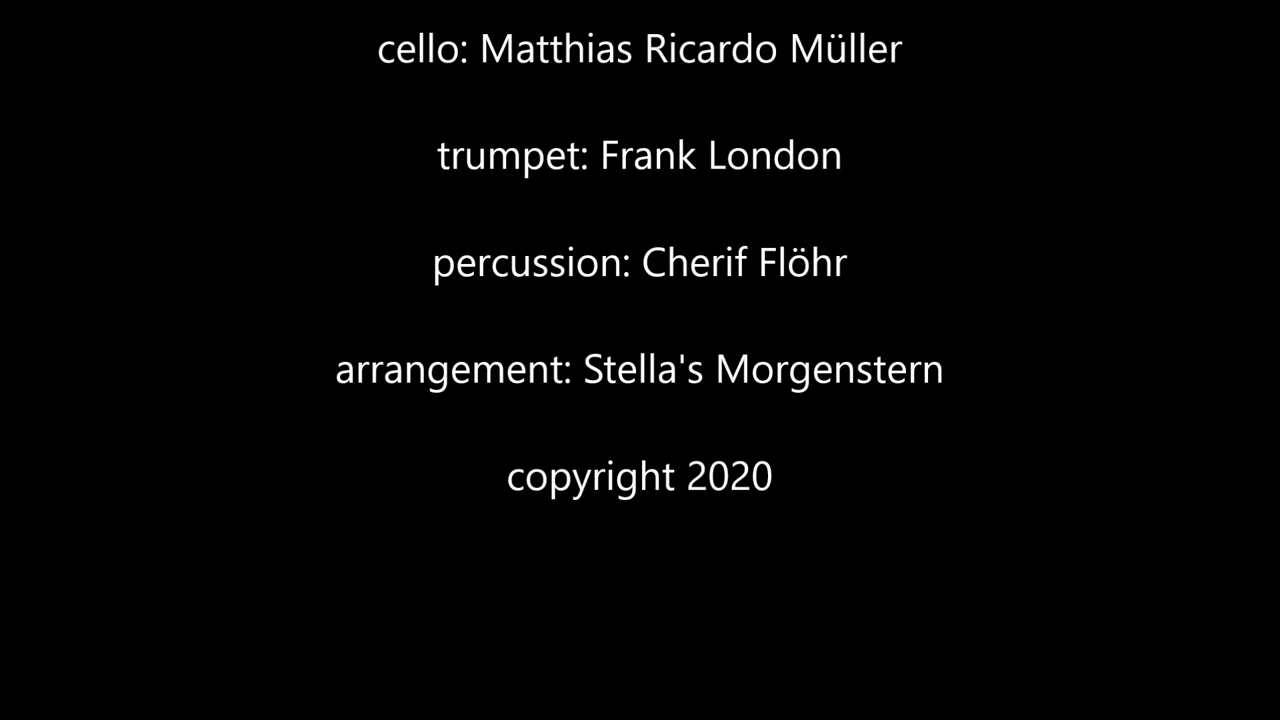 cello: Matthias Ricardo Müller
trumpet: Frank London
percussion: Cherif Flöhr
arrangement: Stella's Morgenstern
copyright 2020